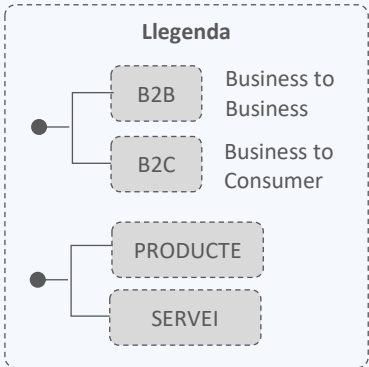 Llegenda
B2B
Business to
Business
B2C
Business to
Consumer
PRODUCTE
SERVEI